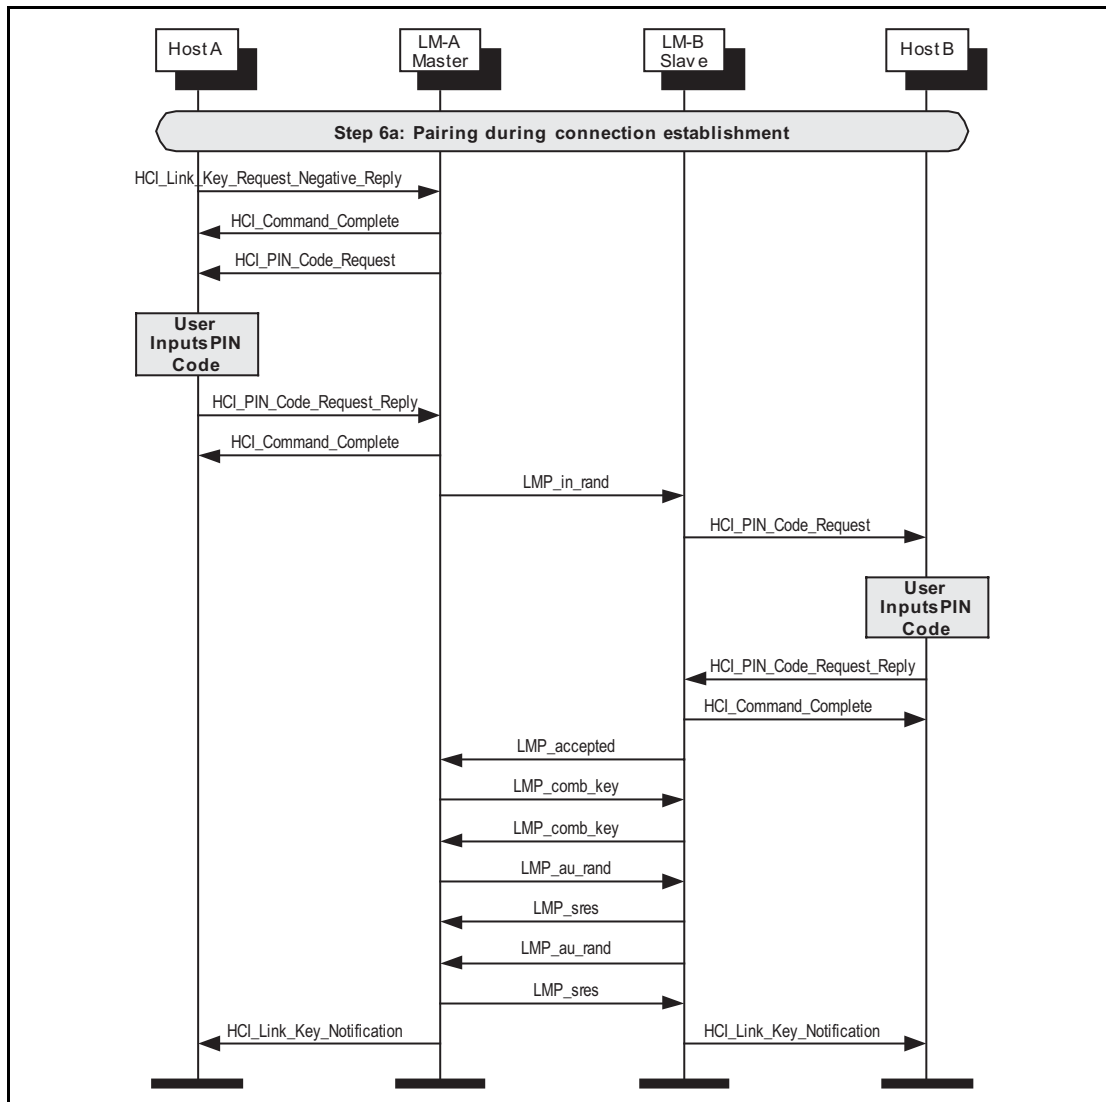 Host A
LM-A
Master
LM-B
Slave
Host B
Step 6a: Pairing during connection establishment
HCI_Link_Key_Request_Negative_Reply
HCI_Command_Complete
HCI_PIN_Code_Request
User
Inputs PIN
Code
HCI_PIN_Code_Request_Reply
HCI_Command_Complete
LMP_in_rand
HCI_PIN_Code_Request
User
Inputs PIN
Code
HCI_PIN_Code_Request_Reply
HCI_Command_Complete
LMP_accepted
LMP_comb_key
LMP_comb_key
LMP_au_rand
LMP_sres
LMP_au_rand
LMP_sres
HCI_Link_Key_Notification
HCI_Link_Key_Notification